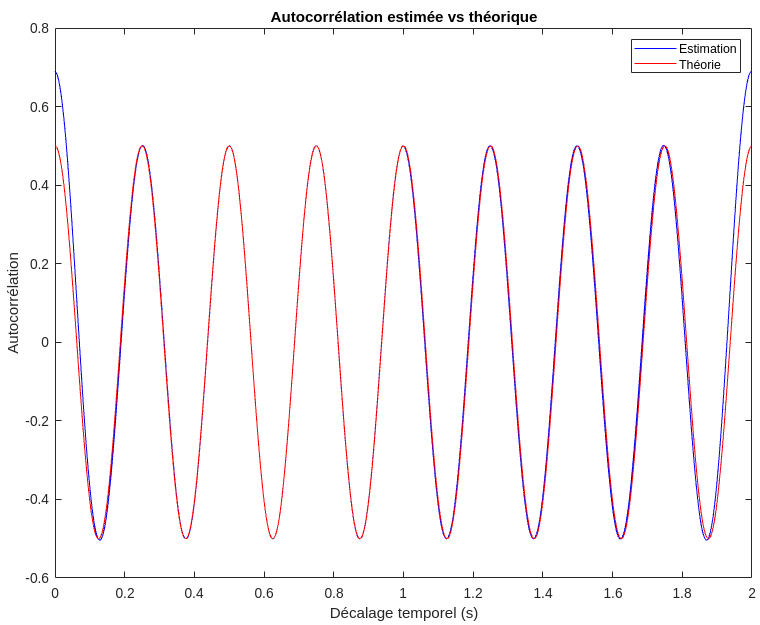 Autocorrélation estimée vs théorique
Estimation
Théorie
0.8
0.6
0.4
0.2
0
-0.2
-0.4
-0.6
Autocorrélation
0 0.2 0.4 0.6 0.8 1 1.2 1.4 1.6 1.8 2
Décalage temporel (s)